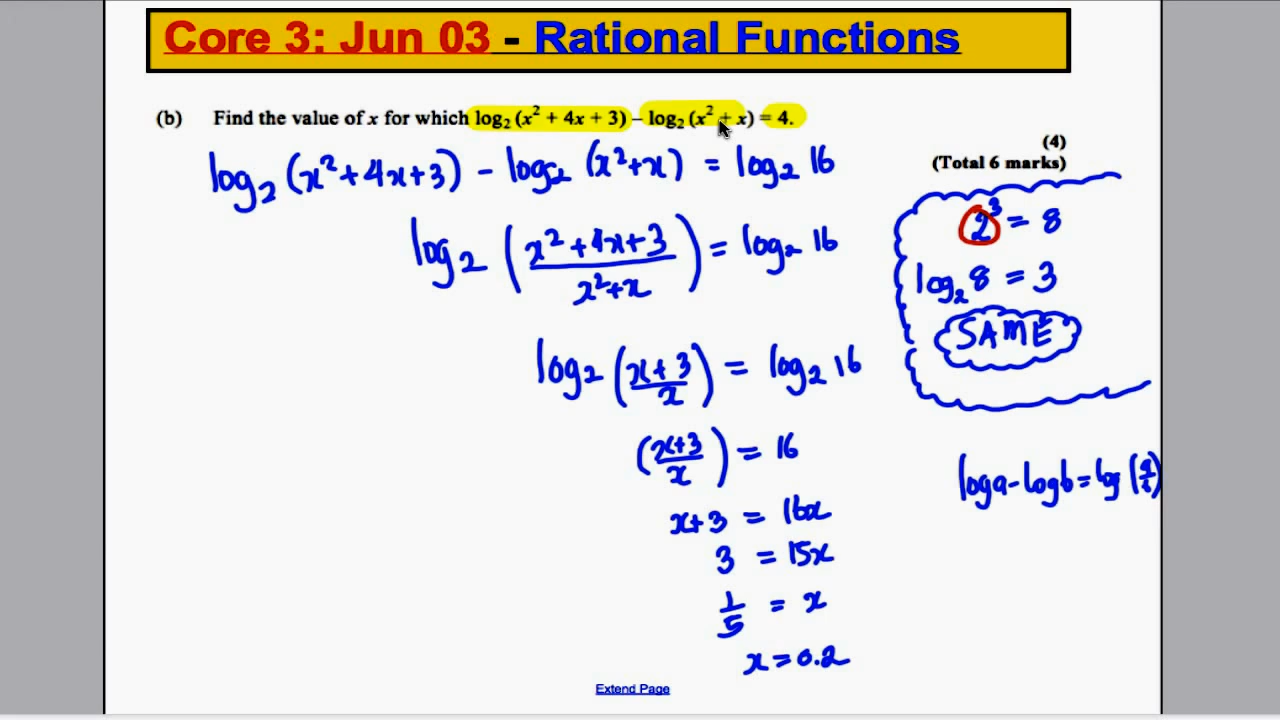 Core 3: Jun 03 - Rational Functions
(b) Find the value of x for which log₂ (x² + 4x + 3) – log₂ (x² + x) = 4.
(4)
(Total 6 marks)
log₂ (x² + 4x + 3) - log₂ (x² + x) = log₂ 16
log₂ ((x² + 4x + 3)/(x² + x)) = log₂ 16
log₂ ((x + 3)/x) = log₂ 16
((x+3)/x) = 16
x + 3 = 16x
3 = 15x
1/5 = x
x = 0.2
2³ = 8
log₂ 8 = 3
SAME
log a - log b = log (a/b)
Extend Page